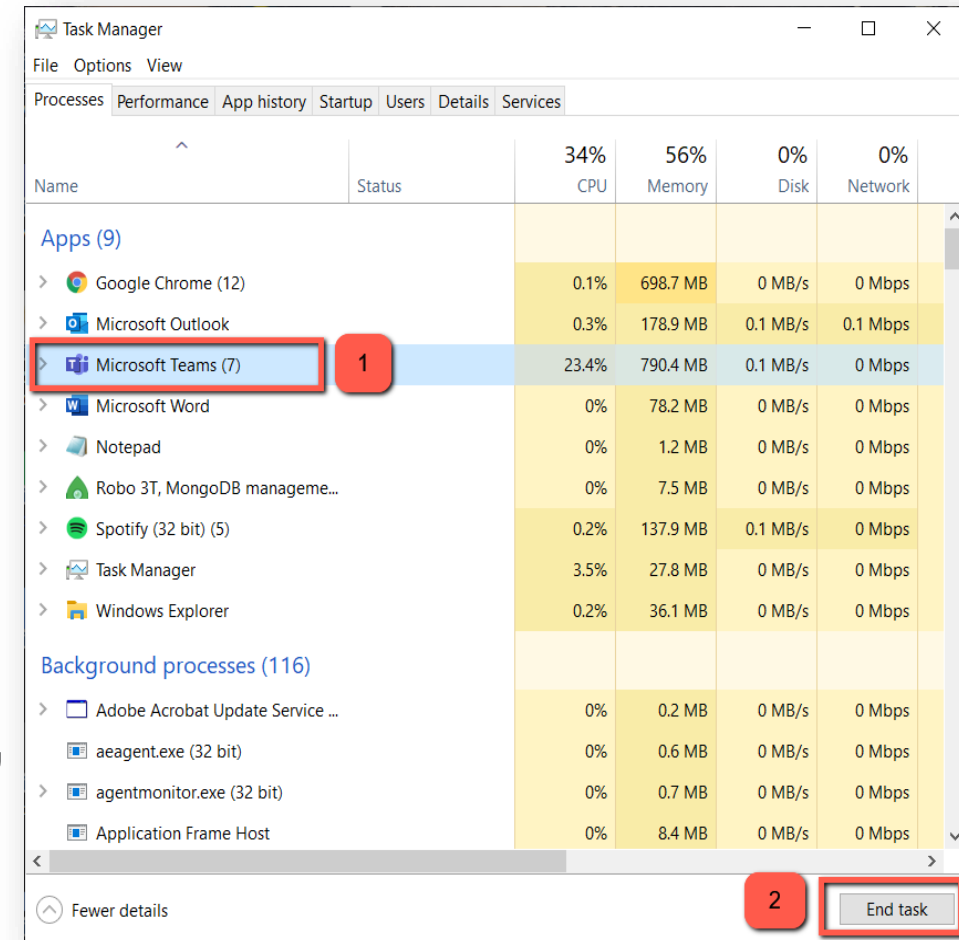 Task Manager
File Options View
Processes Performance App history Startup Users Details Services
34% 56% 0% 0%
Name Status CPU Memory Disk Network
Apps (9)
Google Chrome (12) 0.1% 698.7 MB 0 MB/s 0 Mbps
Microsoft Outlook 0.3% 178.9 MB 0.1 MB/s 0.1 Mbps
Microsoft Teams (7) 1 23.4% 790.4 MB 0.1 MB/s 0 Mbps
Microsoft Word 0% 78.2 MB 0 MB/s 0 Mbps
Notepad 0% 1.2 MB 0 MB/s 0 Mbps
Robo 3T, MongoDB manageme... 0% 7.5 MB 0 MB/s 0 Mbps
Spotify (32 bit) (5) 0.2% 137.9 MB 0.1 MB/s 0 Mbps
Task Manager 3.5% 27.8 MB 0 MB/s 0 Mbps
Windows Explorer 0.2% 36.1 MB 0 MB/s 0 Mbps
Background processes (116)
Adobe Acrobat Update Service ... 0% 0.2 MB 0 MB/s 0 Mbps
aeagent.exe (32 bit) 0% 0.6 MB 0 MB/s 0 Mbps
agentmonitor.exe (32 bit) 0% 0.7 MB 0 MB/s 0 Mbps
Application Frame Host 0% 8.4 MB 0 MB/s 0 Mbps
Fewer details 2 End task